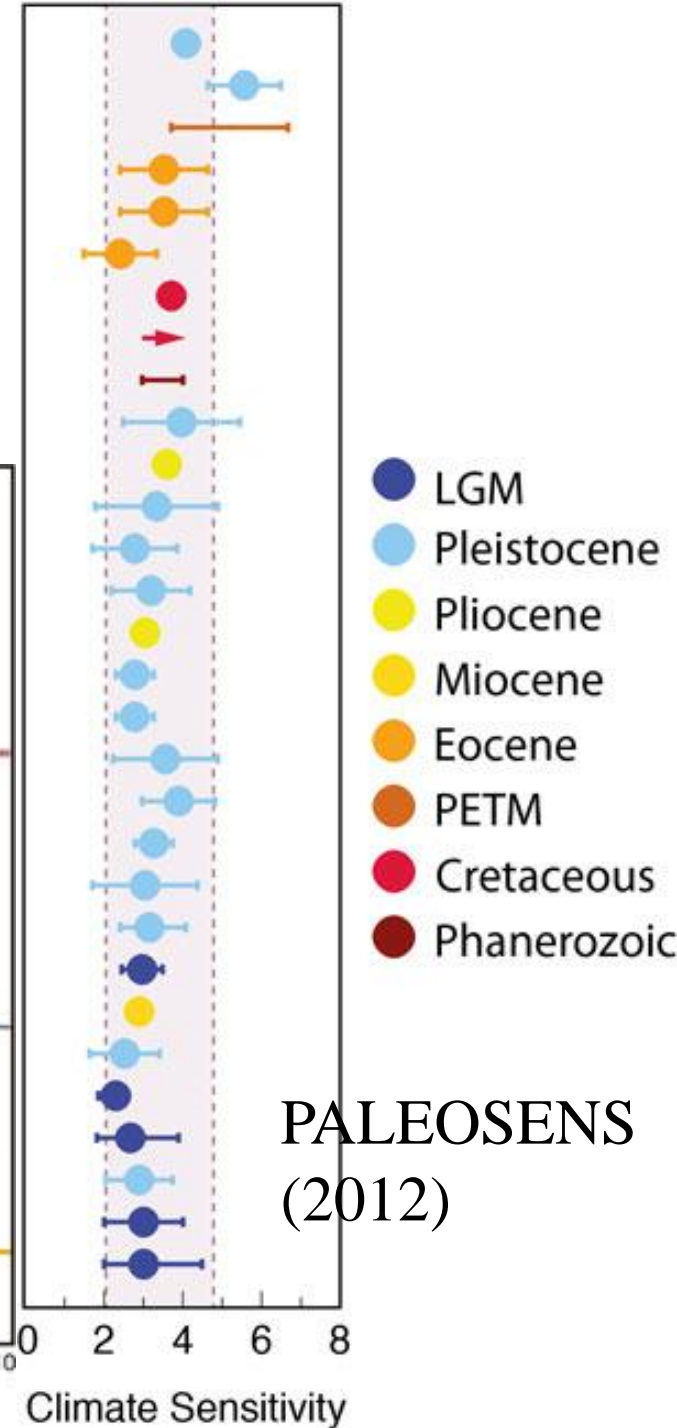 LGM
Pleistocene
Pliocene
Miocene
Eocene
PETM
Cretaceous
Phanerozoic
PALEOSENS
(2012)
0 2 4 6 8
Climate Sensitivity